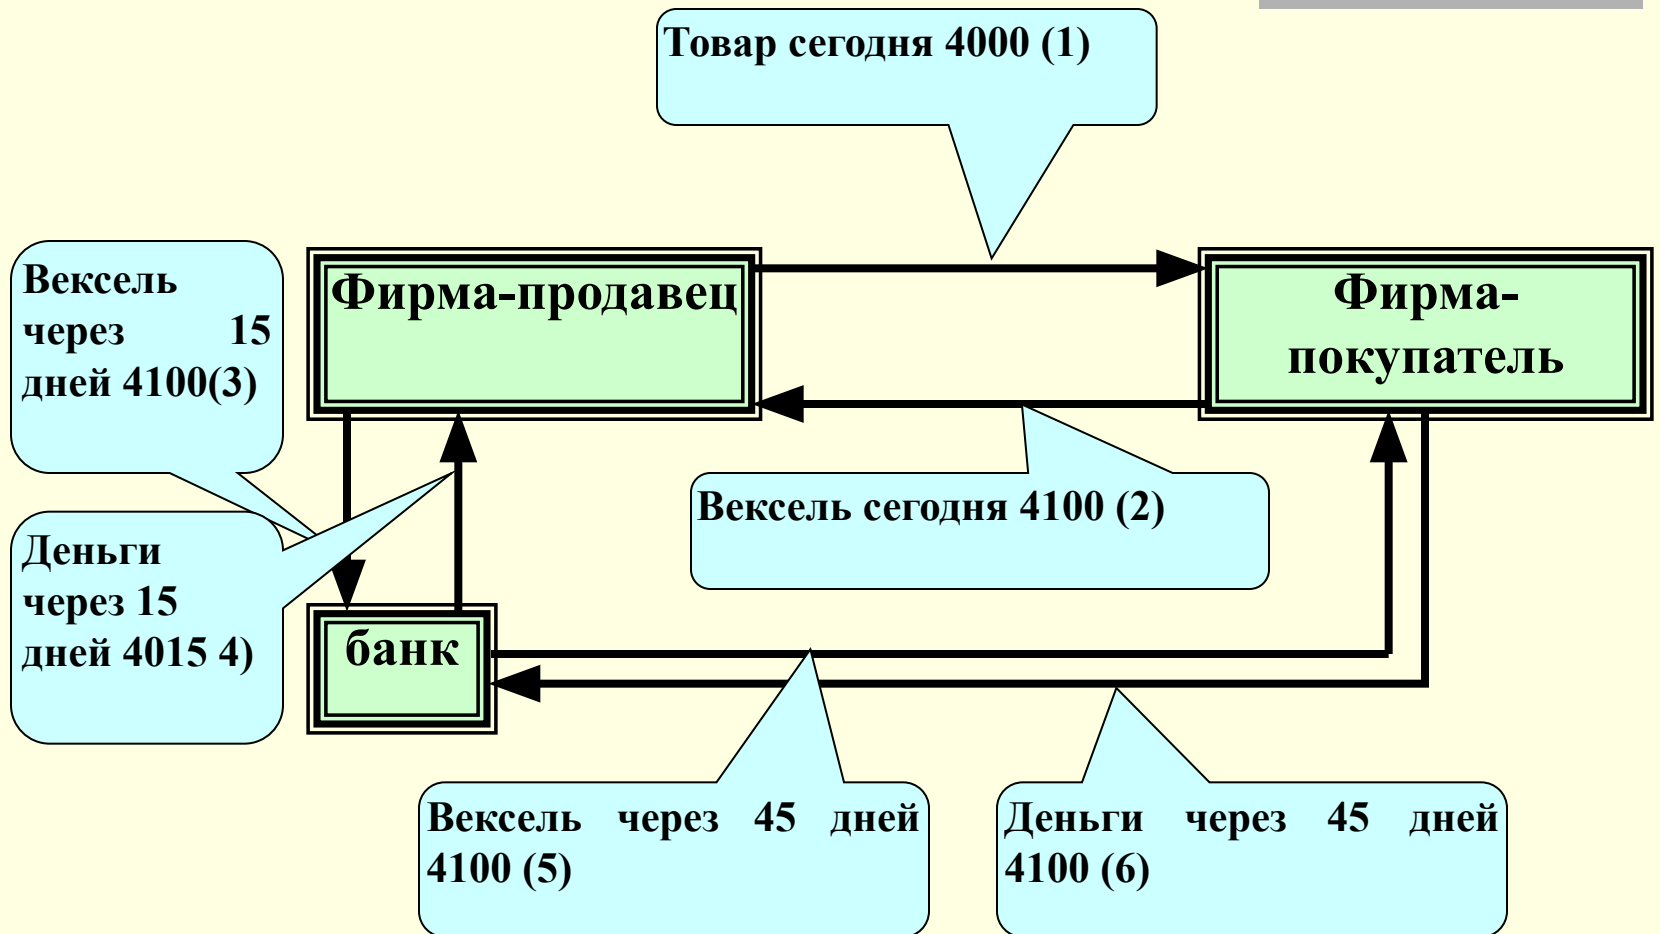 Товар сегодня 4000 (1)
Вексель
через 15
дней 4100(3)
Фирма-продавец
Фирма-
покупатель
Вексель сегодня 4100 (2)
Деньги
через 15
дней 4015 4)
банк
Вексель через 45 дней
4100 (5)
Деньги через 45 дней
4100 (6)